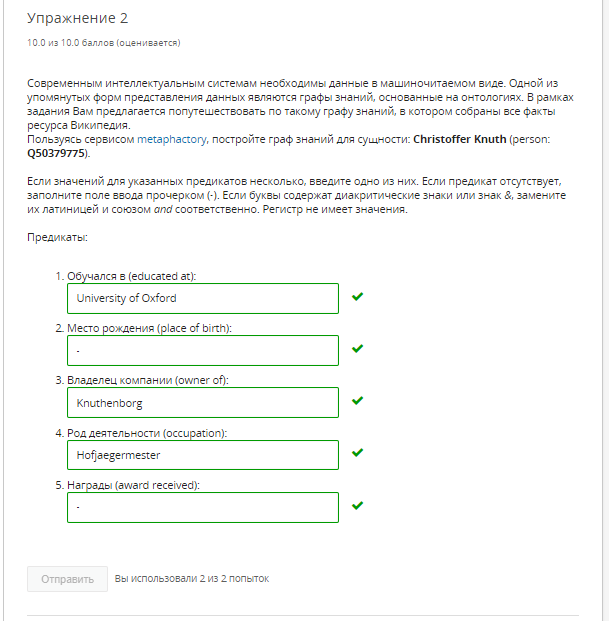 Упражнение 2
10.0 из 10.0 баллов (оценивается)
Современным интеллектуальным системам необходимы данные в машиночитаемом виде. Одной из
упомянутых форм представления данных являются графы знаний, основанные на онтологиях. В рамках
задания Вам предлагается попутешествовать по такому графу знаний, в котором собраны все факты
ресурса Википедия.
Пользуясь сервисом metaphactory, постройте граф знаний для сущности: Christoffer Knuth (person:
Q50379775).
Если значений для указанных предикатов несколько, введите одно из них. Если предикат отсутствует,
заполните поле ввода прочерком (-). Если буквы содержат диакритические знаки или знак &, замените
их латиницей и союзом and соответственно. Регистр не имеет значения.
Предикаты:
1. Обучался в (educated at):
University of Oxford
2. Место рождения (place of birth):
-
3. Владелец компании (owner of):
Knuthenborg
4. Род деятельности (occupation):
Hofjaegermester
5. Награды (award received):
-
Отправить Вы использовали 2 из 2 попыток